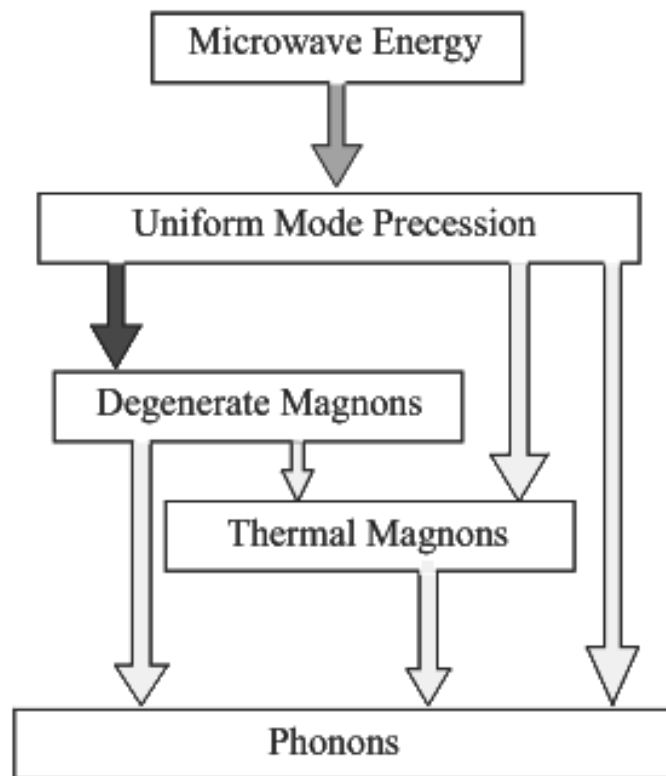 Microwave Energy
Uniform Mode Precession
Degenerate Magnons
Thermal Magnons
Phonons